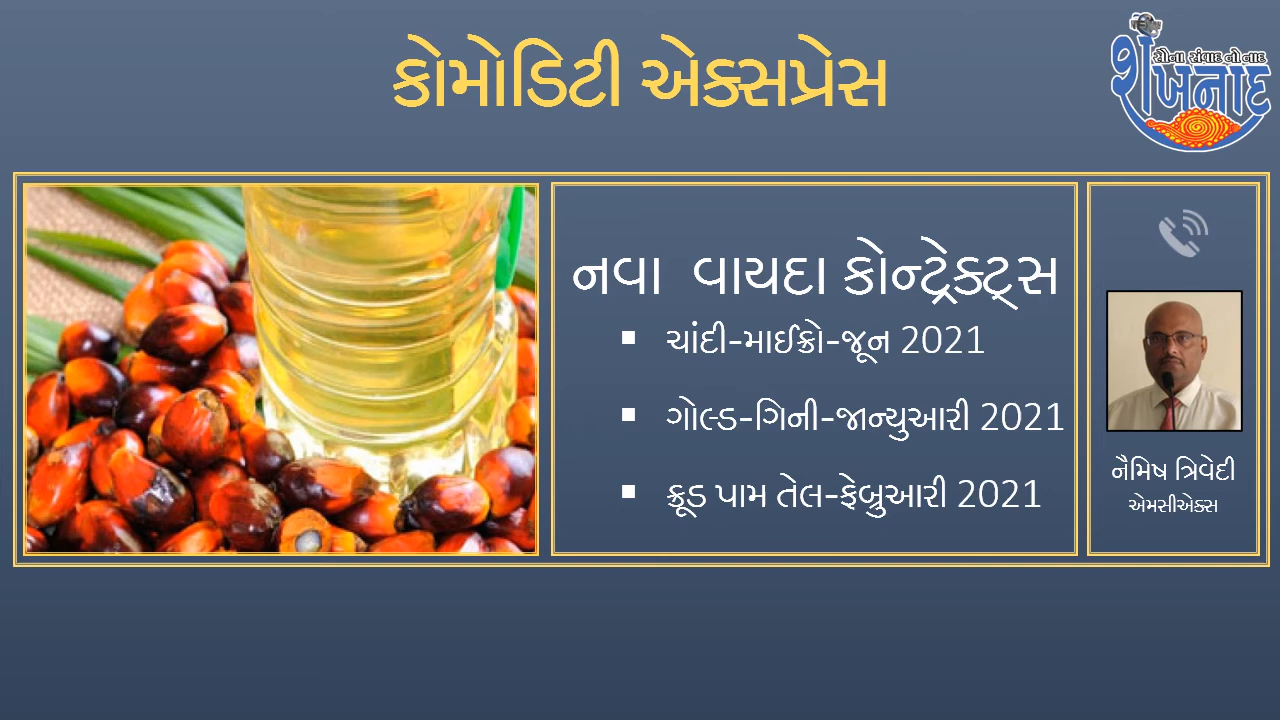 કોમોડિટી એક્સપ્રેસ
સૌના સંવાદ નો નાદ
શંખનાદ
નવા વાયદા કોન્ટ્રેક્ટ્સ
▪ ચાંદી-માઈક્રો-જૂન 2021
▪ ગોલ્ડ-ગિની-જાન્યુઆરી 2021
▪ ક્રૂડ પામ તેલ-ફેબ્રુઆરી 2021
નૈમિષ ત્રિવેદી
એમસીએક્સ